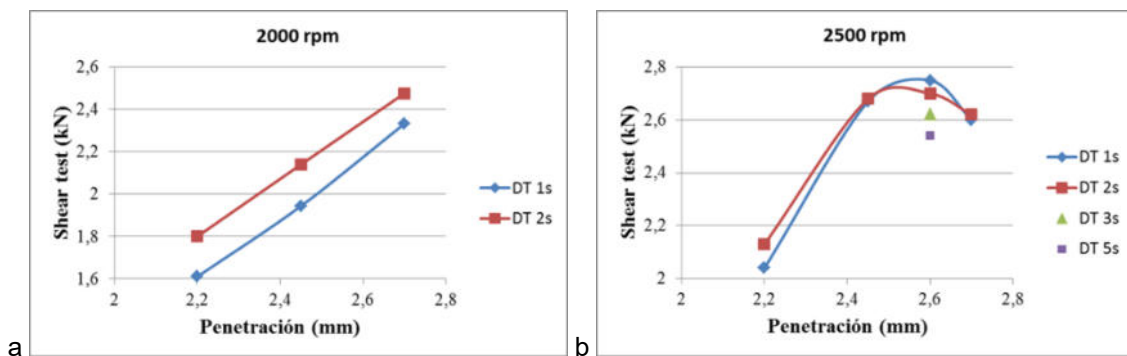 2000 rpm
Shear test (kN)
2,6
2,4
2,2
2
1,8
1,6
2
2,2
2,4
2,6
2,8
Penetración (mm)
DT 1s
DT 2s
a
2500 rpm
Shear test (kN)
2,8
2,6
2,4
2,2
2
2
2,2
2,4
2,6
2,8
Penetración (mm)
DT 1s
DT 2s
DT 3s
DT 5s
b